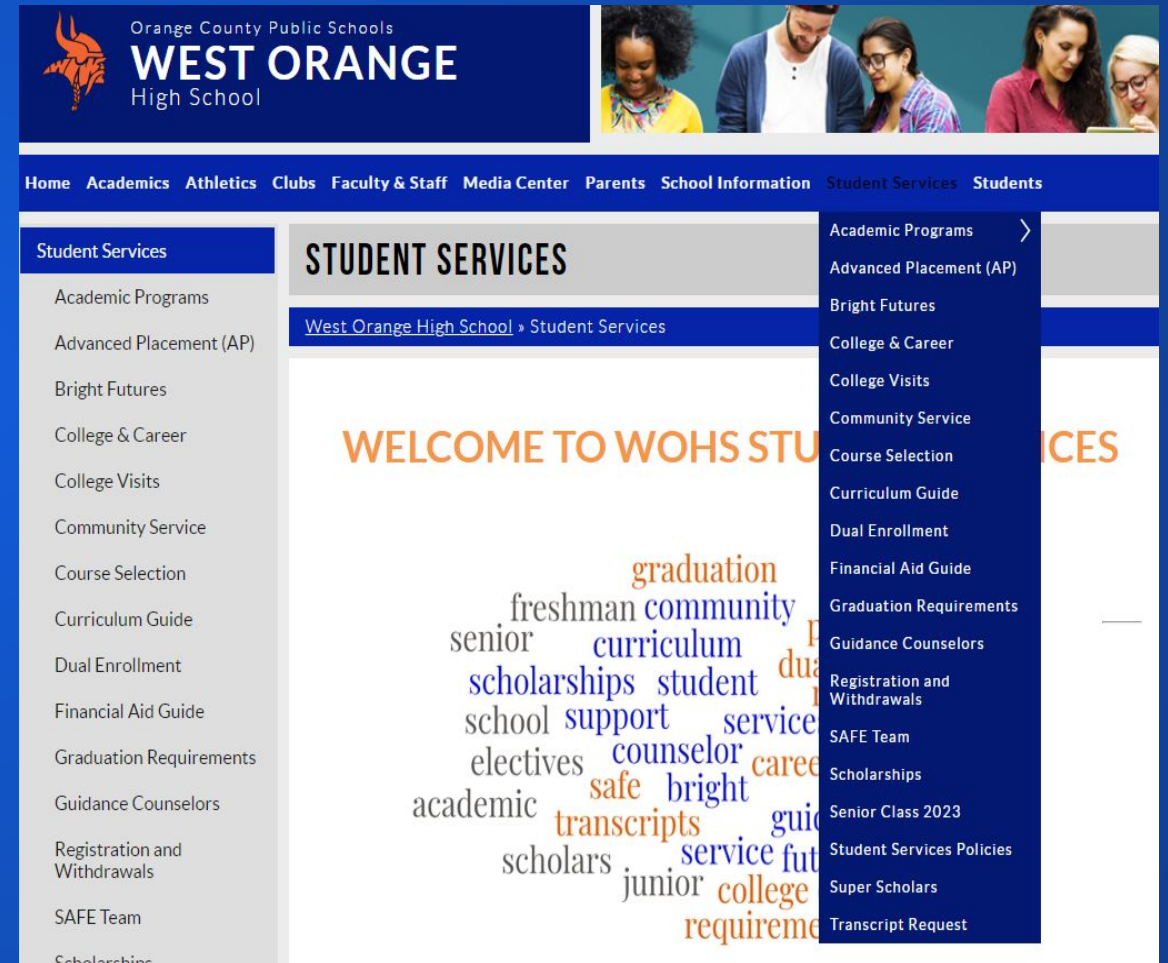 Orange County Public Schools
WEST ORANGE
High School
Home Academics Athletics Clubs Faculty & Staff Media Center Parents School Information Student Services Students
Student Services
Academic Programs
Advanced Placement (AP)
Bright Futures
College & Career
College Visits
Community Service
Course Selection
Curriculum Guide
Dual Enrollment
Financial Aid Guide
Graduation Requirements
Guidance Counselors
Registration and
Withdrawals
SAFE Team
Scholarships
STUDENT SERVICES
West Orange High School » Student Services
WELCOME TO WOHS STU ICES
graduation
freshman community
senior curriculum
scholarships student
school support service
electives counselor
safe bright
academic transcripts
scholars service
junior college
Academic Programs
Advanced Placement (AP)
Bright Futures
College & Career
College Visits
Community Service
Course Selection
Curriculum Guide
Dual Enrollment
Financial Aid Guide
Graduation Requirements
Guidance Counselors
Registration and
Withdrawals
SAFE Team
Scholarships
Senior Class 2023
Student Services Policies
Super Scholars
Transcript Request